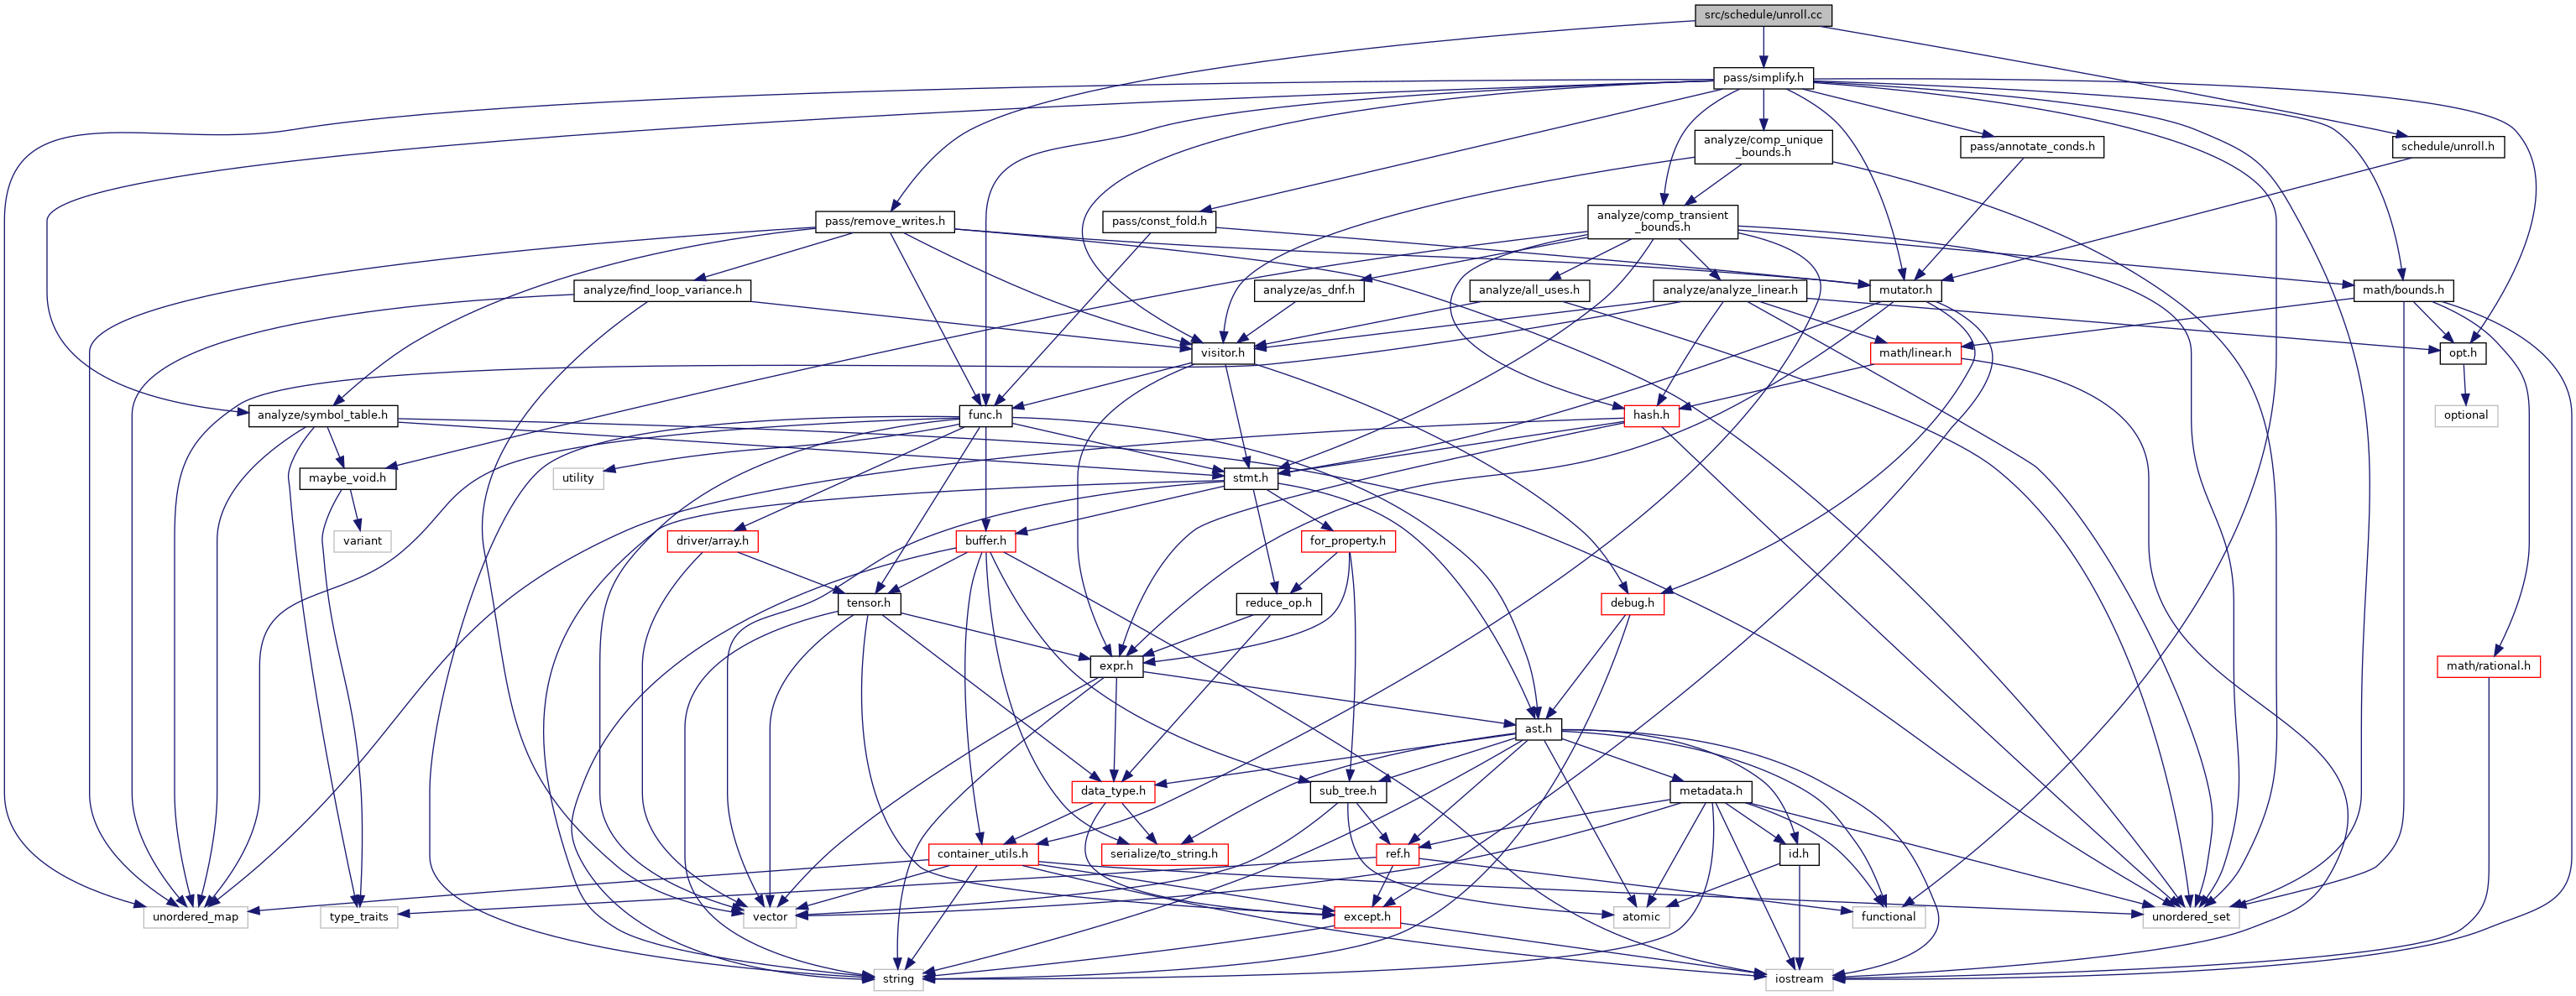 src/schedule/unroll.cc
pass/simplify.h
analyze/comp_unique
_bounds.h
pass/annotate_conds.h
schedule/unroll.h
pass/remove_writes.h
pass/const_fold.h
analyze/comp_transient
_bounds.h
analyze/find_loop_variance.h
analyze/as_dnf.h
analyze/all_uses.h
analyze/analyze_linear.h
mutator.h
math/bounds.h
visitor.h
math/linear.h
opt.h
analyze/symbol_table.h
func.h
hash.h
optional
maybe_void.h
utility
stmt.h
variant
driver/array.h
buffer.h
for_property.h
tensor.h
reduce_op.h
debug.h
expr.h
math/rational.h
ast.h
data_type.h
sub_tree.h
metadata.h
container_utils.h
serialize/to_string.h
ref.h
id.h
unordered_map
type_traits
vector
except.h
atomic
functional
unordered_set
string
iostream